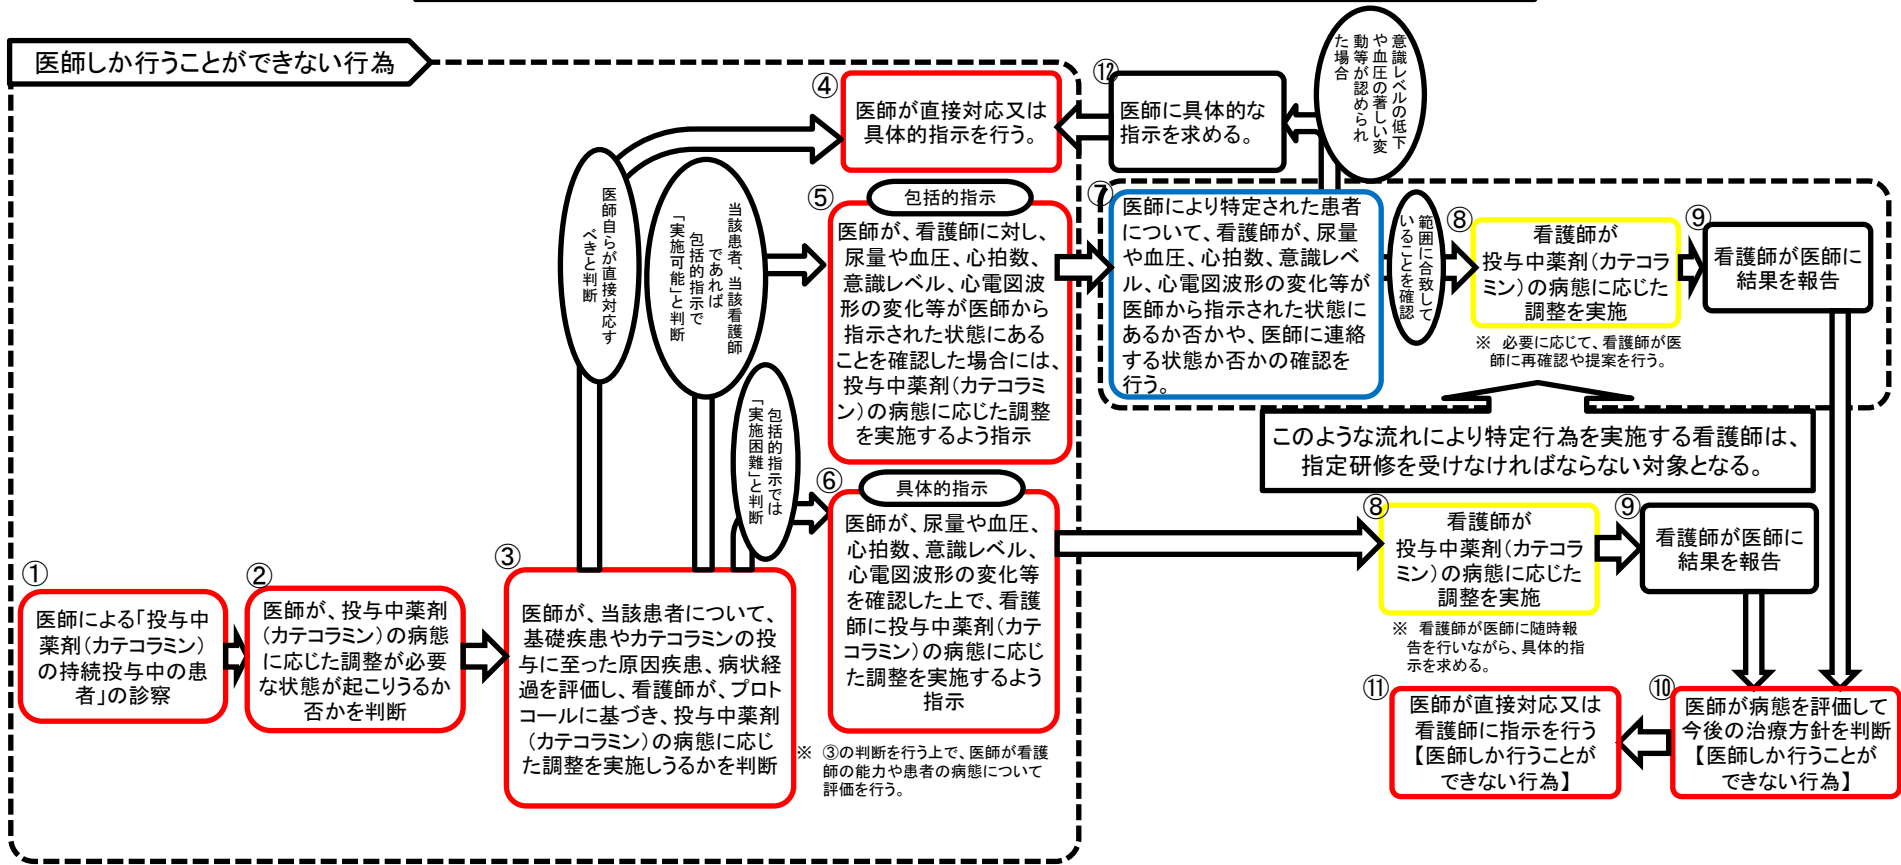 医師しか行うことができない行為
①
医師による「投与中
薬剤（カテコラミン）
の持続投与中の患
者」の診察
②
医師が、投与中薬剤
（カテコラミン）の病態
に応じた調整が必要
な状態が起こりうるか
否かを判断
③
医師が、当該患者について、
基礎疾患やカテコラミンの投
与に至った原因疾患、病状経
過を評価し、看護師が、プロト
コールに基づき、投与中薬剤
（カテコラミン）の病態に応じ
た調整を実施しうるかを判断
※　③の判断を行う上で、医師が看護
師の能力や患者の病態について
評価を行う。
医師自らが直接対応す
べきと判断
当該患者、当該看護師
であれば
包括的指示で
「実施可能」と判断
包括的指示では
「実施困難」と判断
④
医師が直接対応又は
具体的指示を行う。
⑤
包括的指示
医師が、看護師に対し、
尿量や血圧、心拍数、
意識レベル、心電図波
形の変化等が医師から
指示された状態にある
ことを確認した場合には、
投与中薬剤（カテコラミ
ン）の病態に応じた調整
を実施するよう指示
⑥
具体的指示
医師が、尿量や血圧、
心拍数、意識レベル、
心電図波形の変化等
を確認した上で、看護
師に投与中薬剤（カテ
コラミン）の病態に応じ
た調整を実施するよう
指示
⑫
医師に具体的な
指示を求める。
意識レベルの低下
や血圧の著しい変
動等が認められ
た場合
⑦
医師により特定された患者
について、看護師が、尿量
や血圧、心拍数、意識レベ
ル、心電図波形の変化等が
医師から指示された状態に
あるか否かや、医師に連絡
する状態か否かの確認を
行う。
範囲に合致して
いることを確認
⑧
看護師が
投与中薬剤（カテコラ
ミン）の病態に応じた
調整を実施
※　必要に応じて、看護師が医
師に再確認や提案を行う。
⑨
看護師が医師に
結果を報告
このような流れにより特定行為を実施する看護師は、
指定研修を受けなければならない対象となる。
⑧
看護師が
投与中薬剤（カテコラ
ミン）の病態に応じた
調整を実施
※　看護師が医師に随時報
告を行いながら、具体的指
示を求める。
⑨
看護師が医師に
結果を報告
⑩
医師が病態を評価して
今後の治療方針を判断
【医師しか行うことが
できない行為】
⑪
医師が直接対応又は
看護師に指示を行う
【医師しか行うことが
できない行為】